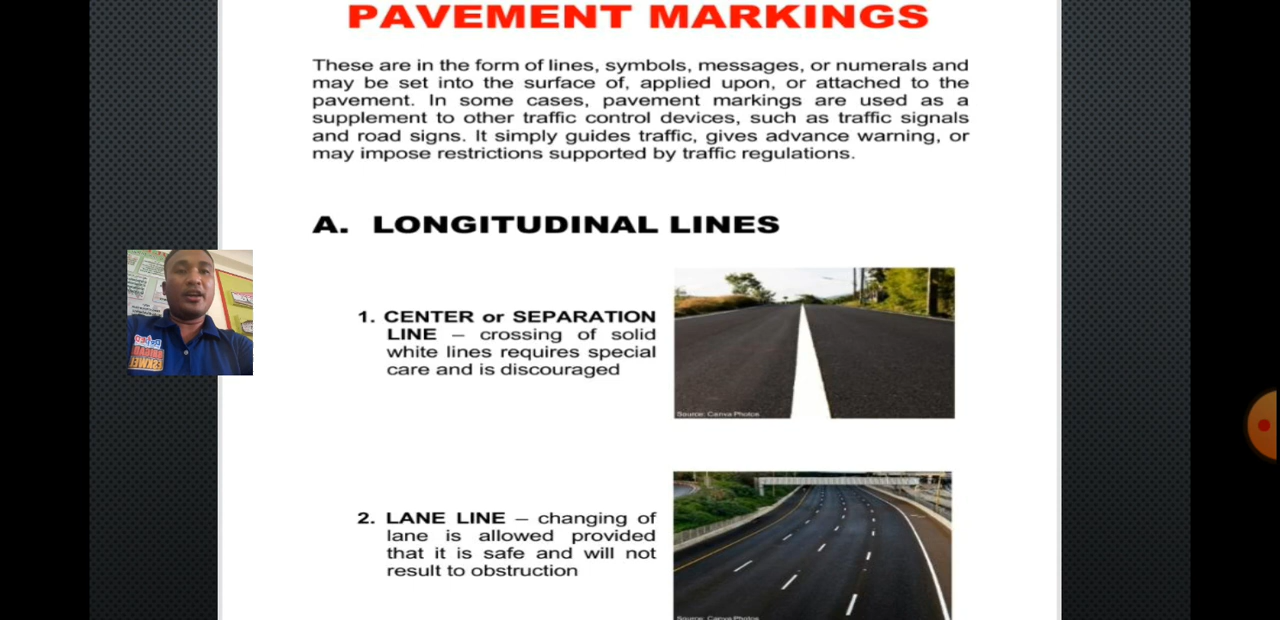 PAVEMENT MARKINGS
These are in the form of lines, symbols, messages, or numerals and
may be set into the surface of, applied upon, or attached to the
pavement. In some cases, pavement markings are used as a
supplement to other traffic control devices, such as traffic signals
and road signs. It simply guides traffic, gives advance warning, or
may impose restrictions supported by traffic regulations.
A. LONGITUDINAL LINES
1. CENTER or SEPARATION
LINE – crossing of solid
white lines requires special
care and is discouraged
Source: Canva Photos
2. LANE LINE – changing of
lane is allowed provided
that it is safe and will not
result to obstruction
Source: Canva Photos